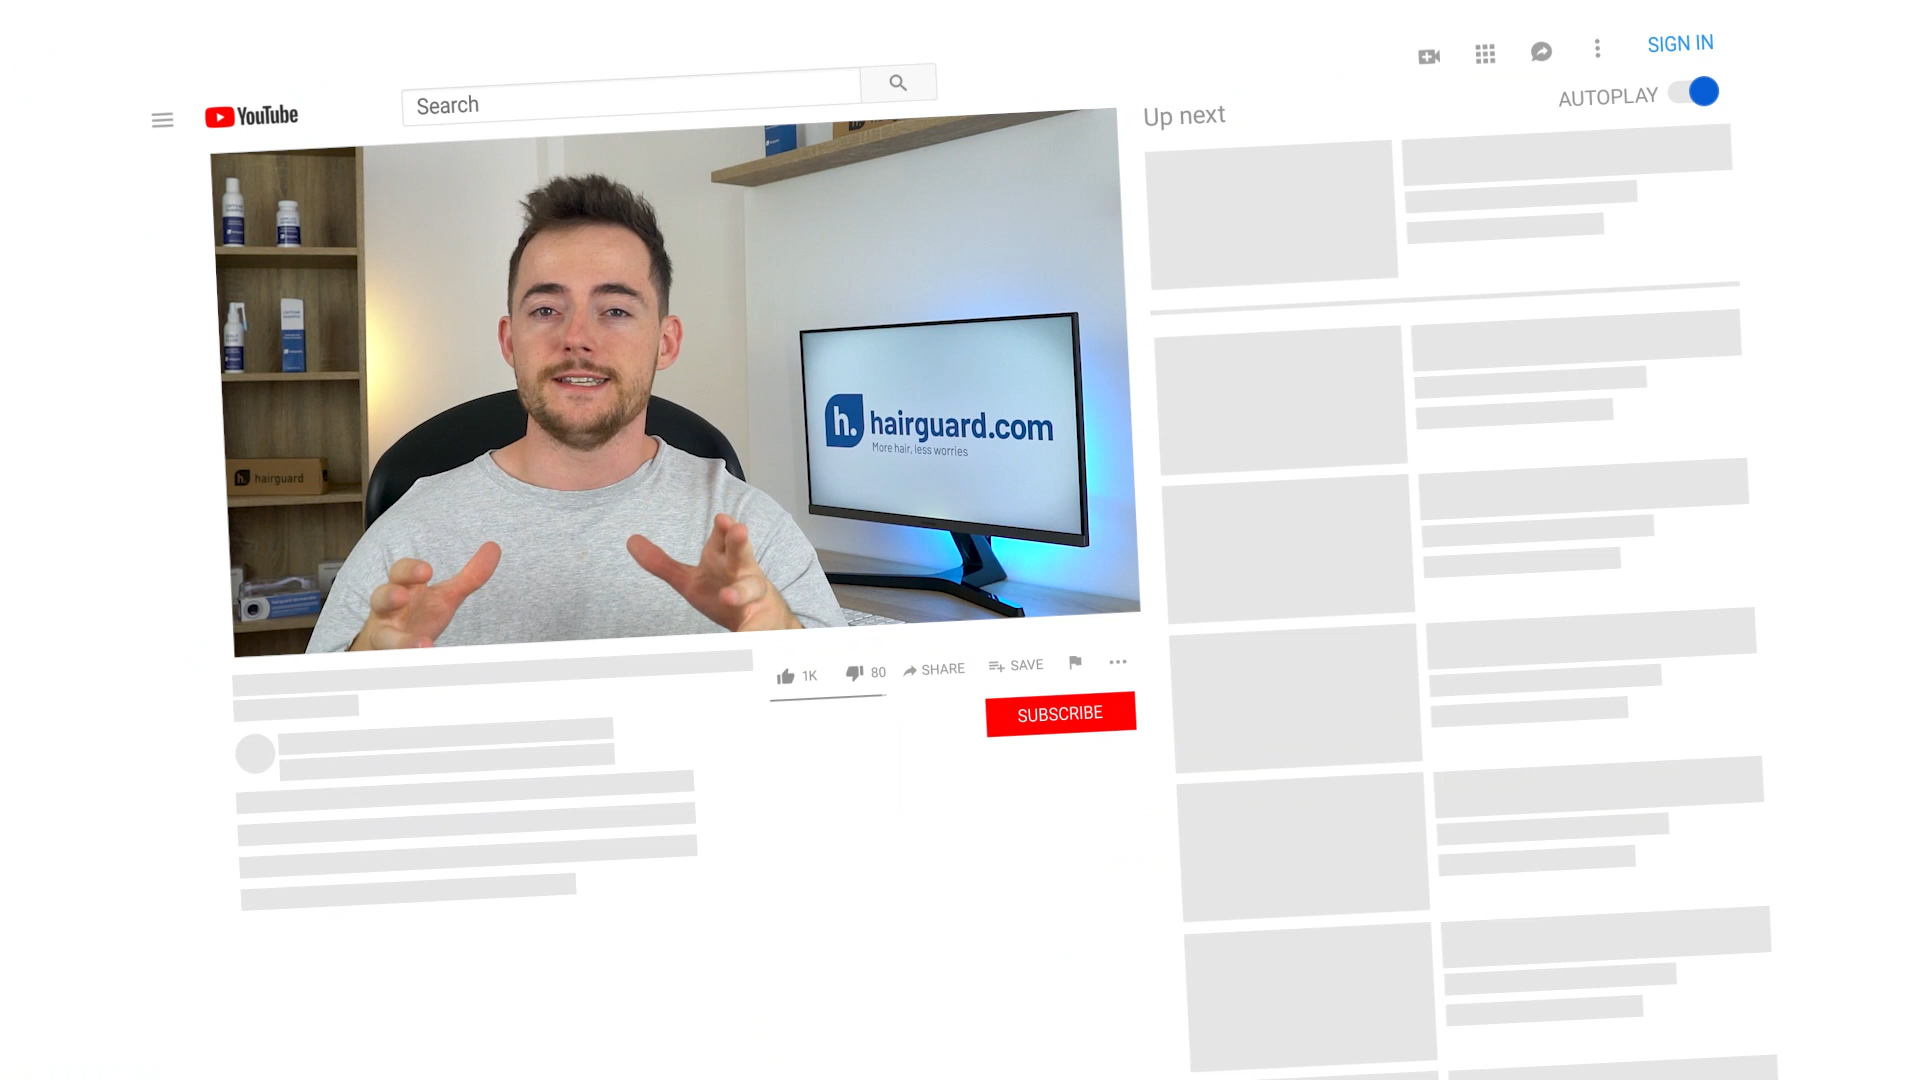 SIGN IN
YouTube
Search
AUTOPLAY
Up next
h. hairguard.com
More hair, less worries
h. hairguard
1K
80
SHARE
SAVE
SUBSCRIBE